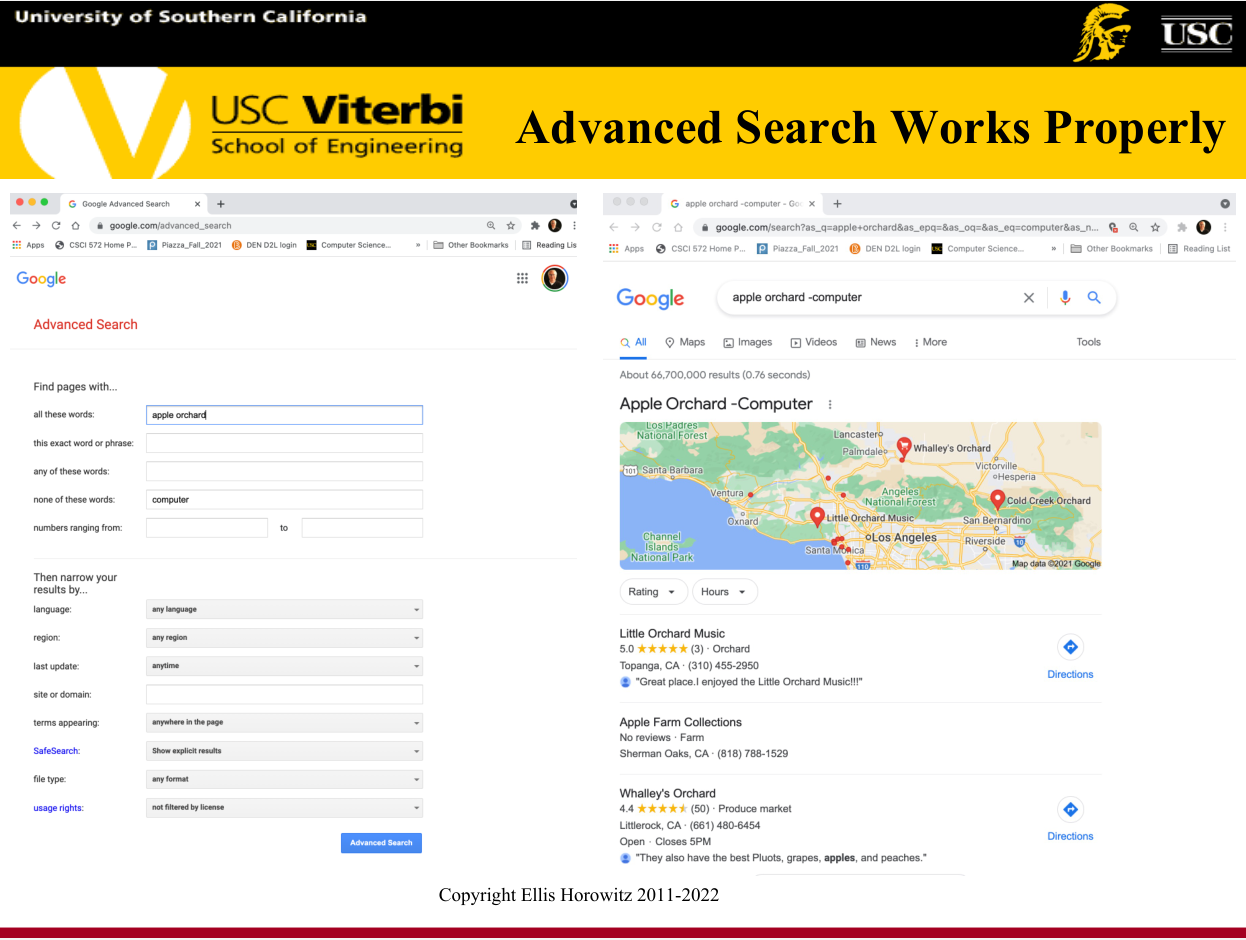 University of Southern California
USC
USC Viterbi
School of Engineering
Advanced Search Works Properly
Google Advanced Search
google.com/advanced_search
Apps CSCI 572 Home P... Piazza_Fall_2021 DEN D2L login Computer Science... » Other Bookmarks Reading Lis
Google
Advanced Search
Find pages with...
all these words: apple orchard
this exact word or phrase:
any of these words:
none of these words: computer
numbers ranging from: to
Then narrow your
results by...
language: any language
region: any region
last update: anytime
site or domain:
terms appearing: anywhere in the page
SafeSearch: Show explicit results
file type: any format
usage rights: not filtered by license
Advanced Search
apple orchard -computer - Go
google.com/search?as_q=apple+orchard&as_epq=&as_oq=&as_eq=computer&as_n...
Apps CSCI 572 Home P... Piazza_Fall_2021 DEN D2L login Computer Science... » Other Bookmarks Reading List
Google
apple orchard -computer
All Maps Images Videos News More Tools
About 66,700,000 results (0.76 seconds)
Apple Orchard -Computer
Los Padres
National Forest
Lancaster
Palmdale
Whalley's Orchard
101 Santa Barbara
Victorville
Hesperia
Ventura
Angeles
National Forest
Cold Creek Orchard
Oxnard
Little Orchard Music
San Bernardino
Channel
Islands
National Park
Los Angeles
Riverside
10
Santa Monica
110
Map data ©2021 Google
Rating Hours
Little Orchard Music
5.0 (3) · Orchard
Topanga, CA · (310) 455-2950
"Great place.I enjoyed the Little Orchard Music!!!"
Directions
Apple Farm Collections
No reviews · Farm
Sherman Oaks, CA · (818) 788-1529
Whalley's Orchard
4.4 (50) · Produce market
Littlerock, CA · (661) 480-6454
Open · Closes 5PM
"They also have the best Pluots, grapes, apples, and peaches."
Directions
Copyright Ellis Horowitz 2011-2022